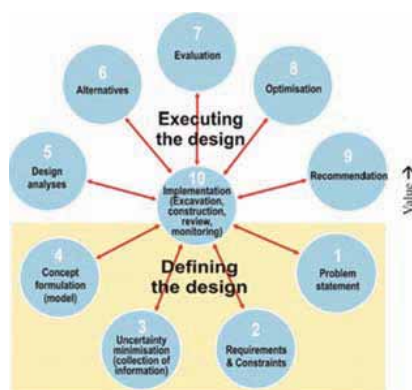 7
Evaluation
6
Alternatives
8
Optimisation
Executing
the design
5
Design
analyses
9
Recommendation
10
Implementation
(Excavation,
construction,
review,
monitoring)
Value →
4
Concept
formulation
(model)
Defining
the design
1
Problem
statement
3
Uncertainty
minimisation
(collection of
information)
2
Requirements
& Constraints